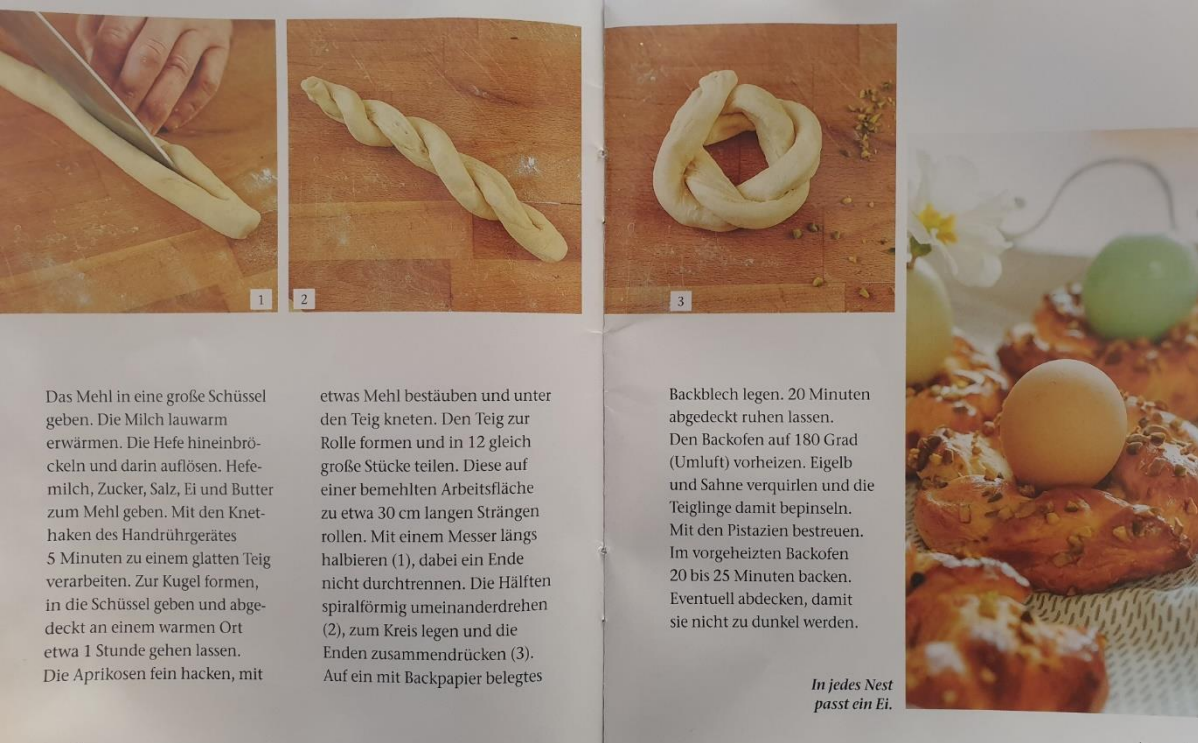 1
2
3
Das Mehl in eine große Schüssel
geben. Die Milch lauwarm
erwärmen. Die Hefe hineinbrö-
ckeln und darin auflösen. Hefe-
milch, Zucker, Salz, Ei und Butter
zum Mehl geben. Mit den Knet-
haken des Handrührgerätes
5 Minuten zu einem glatten Teig
verarbeiten. Zur Kugel formen,
in die Schüssel geben und abge-
deckt an einem warmen Ort
etwa 1 Stunde gehen lassen.
Die Aprikosen fein hacken, mit
etwas Mehl bestäuben und unter
den Teig kneten. Den Teig zur
Rolle formen und in 12 gleich
große Stücke teilen. Diese auf
einer bemehlten Arbeitsfläche
zu etwa 30 cm langen Strängen
rollen. Mit einem Messer längs
halbieren (1), dabei ein Ende
nicht durchtrennen. Die Hälften
spiralförmig umeinanderdrehen
(2), zum Kreis legen und die
Enden zusammendrücken (3).
Auf ein mit Backpapier belegtes
Backblech legen. 20 Minuten
abgedeckt ruhen lassen.
Den Backofen auf 180 Grad
(Umluft) vorheizen. Eigelb
und Sahne verquirlen und die
Teiglinge damit bepinseln.
Mit den Pistazien bestreuen.
Im vorgeheizten Backofen
20 bis 25 Minuten backen.
Eventuell abdecken, damit
sie nicht zu dunkel werden.
In jedes Nest
passt ein Ei.